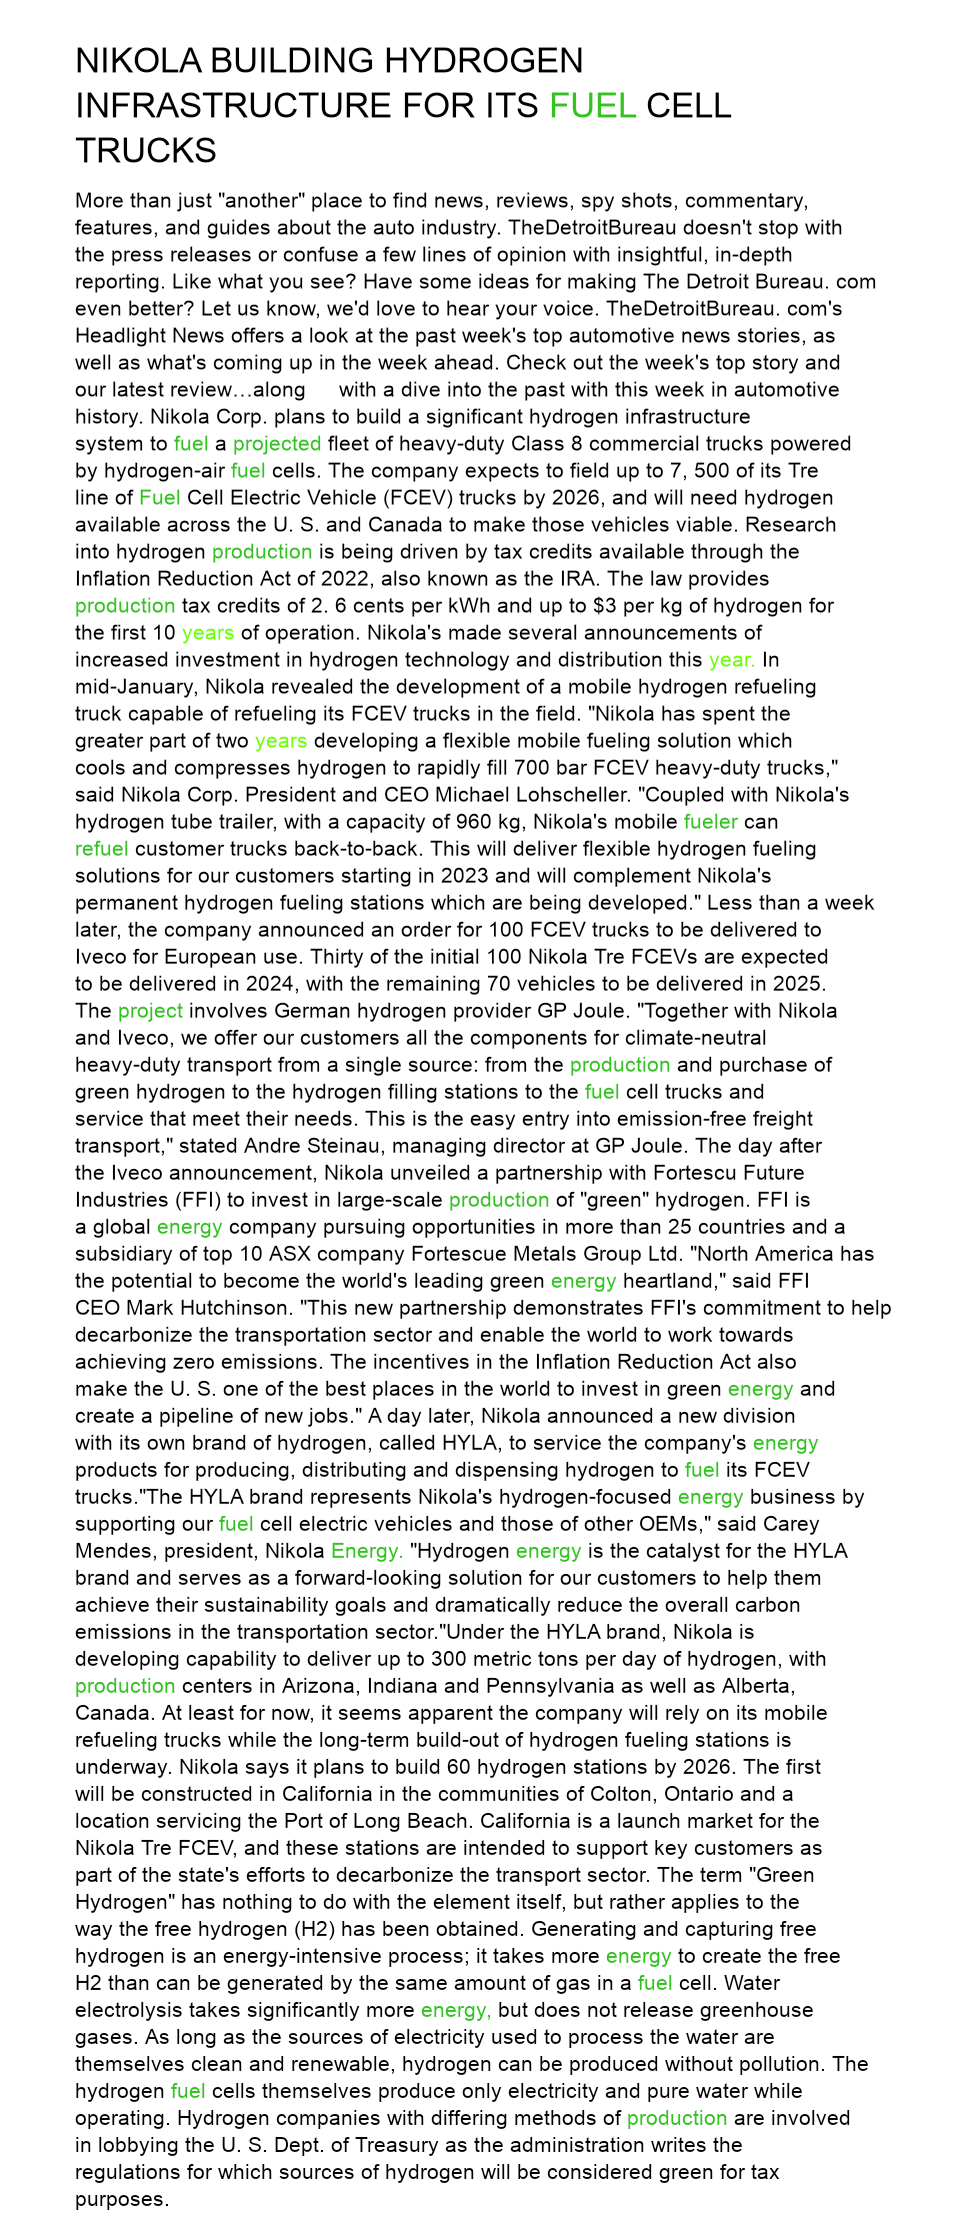 NIKOLA BUILDING HYDROGEN
INFRASTRUCTURE FOR ITS FUEL CELL
TRUCKS
More than just "another" place to find news, reviews, spy shots, commentary,
features, and guides about the auto industry. TheDetroitBureau doesn't stop with
the press releases or confuse a few lines of opinion with insightful, in-depth
reporting. Like what you see? Have some ideas for making The Detroit Bureau. com
even better? Let us know, we'd love to hear your voice. TheDetroitBureau. com's
Headlight News offers a look at the past week's top automotive news stories, as
well as what's coming up in the week ahead. Check out the week's top story and
our latest review…along with a dive into the past with this week in automotive
history. Nikola Corp. plans to build a significant hydrogen infrastructure
system to fuel a projected fleet of heavy-duty Class 8 commercial trucks powered
by hydrogen-air fuel cells. The company expects to field up to 7, 500 of its Tre
line of Fuel Cell Electric Vehicle (FCEV) trucks by 2026, and will need hydrogen
available across the U. S. and Canada to make those vehicles viable. Research
into hydrogen production is being driven by tax credits available through the
Inflation Reduction Act of 2022, also known as the IRA. The law provides
production tax credits of 2. 6 cents per kWh and up to $3 per kg of hydrogen for
the first 10 years of operation. Nikola's made several announcements of
increased investment in hydrogen technology and distribution this year. In
mid-January, Nikola revealed the development of a mobile hydrogen refueling
truck capable of refueling its FCEV trucks in the field. "Nikola has spent the
greater part of two years developing a flexible mobile fueling solution which
cools and compresses hydrogen to rapidly fill 700 bar FCEV heavy-duty trucks,"
said Nikola Corp. President and CEO Michael Lohscheller. "Coupled with Nikola's
hydrogen tube trailer, with a capacity of 960 kg, Nikola's mobile fueler can
refuel customer trucks back-to-back. This will deliver flexible hydrogen fueling
solutions for our customers starting in 2023 and will complement Nikola's
permanent hydrogen fueling stations which are being developed." Less than a week
later, the company announced an order for 100 FCEV trucks to be delivered to
Iveco for European use. Thirty of the initial 100 Nikola Tre FCEVs are expected
to be delivered in 2024, with the remaining 70 vehicles to be delivered in 2025.
The project involves German hydrogen provider GP Joule. "Together with Nikola
and Iveco, we offer our customers all the components for climate-neutral
heavy-duty transport from a single source: from the production and purchase of
green hydrogen to the hydrogen filling stations to the fuel cell trucks and
service that meet their needs. This is the easy entry into emission-free freight
transport," stated Andre Steinau, managing director at GP Joule. The day after
the Iveco announcement, Nikola unveiled a partnership with Fortescu Future
Industries (FFI) to invest in large-scale production of "green" hydrogen. FFI is
a global energy company pursuing opportunities in more than 25 countries and a
subsidiary of top 10 ASX company Fortescue Metals Group Ltd. "North America has
the potential to become the world's leading green energy heartland," said FFI
CEO Mark Hutchinson. "This new partnership demonstrates FFI's commitment to help
decarbonize the transportation sector and enable the world to work towards
achieving zero emissions. The incentives in the Inflation Reduction Act also
make the U. S. one of the best places in the world to invest in green energy and
create a pipeline of new jobs." A day later, Nikola announced a new division
with its own brand of hydrogen, called HYLA, to service the company's energy
products for producing, distributing and dispensing hydrogen to fuel its FCEV
trucks."The HYLA brand represents Nikola's hydrogen-focused energy business by
supporting our fuel cell electric vehicles and those of other OEMs," said Carey
Mendes, president, Nikola Energy. "Hydrogen energy is the catalyst for the HYLA
brand and serves as a forward-looking solution for our customers to help them
achieve their sustainability goals and dramatically reduce the overall carbon
emissions in the transportation sector."Under the HYLA brand, Nikola is
developing capability to deliver up to 300 metric tons per day of hydrogen, with
production centers in Arizona, Indiana and Pennsylvania as well as Alberta,
Canada. At least for now, it seems apparent the company will rely on its mobile
refueling trucks while the long-term build-out of hydrogen fueling stations is
underway. Nikola says it plans to build 60 hydrogen stations by 2026. The first
will be constructed in California in the communities of Colton, Ontario and a
location servicing the Port of Long Beach. California is a launch market for the
Nikola Tre FCEV, and these stations are intended to support key customers as
part of the state's efforts to decarbonize the transport sector. The term "Green
Hydrogen" has nothing to do with the element itself, but rather applies to the
way the free hydrogen (H2) has been obtained. Generating and capturing free
hydrogen is an energy-intensive process; it takes more energy to create the free
H2 than can be generated by the same amount of gas in a fuel cell. Water
electrolysis takes significantly more energy, but does not release greenhouse
gases. As long as the sources of electricity used to process the water are
themselves clean and renewable, hydrogen can be produced without pollution. The
hydrogen fuel cells themselves produce only electricity and pure water while
operating. Hydrogen companies with differing methods of production are involved
in lobbying the U. S. Dept. of Treasury as the administration writes the
regulations for which sources of hydrogen will be considered green for tax
purposes.